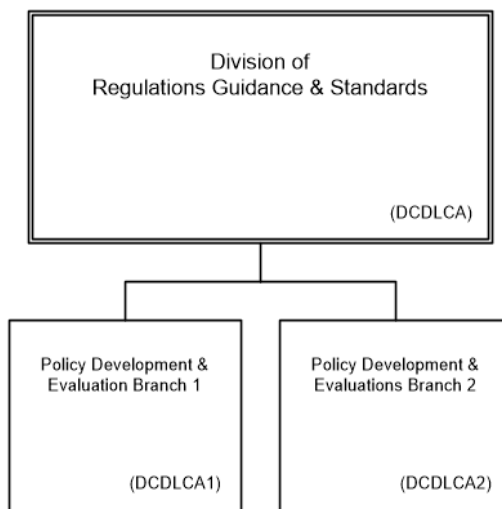 Division of
Regulations Guidance & Standards
(DCDLCA)
Policy Development &
Evaluation Branch 1
(DCDLCA1)
Policy Development &
Evaluations Branch 2
(DCDLCA2)